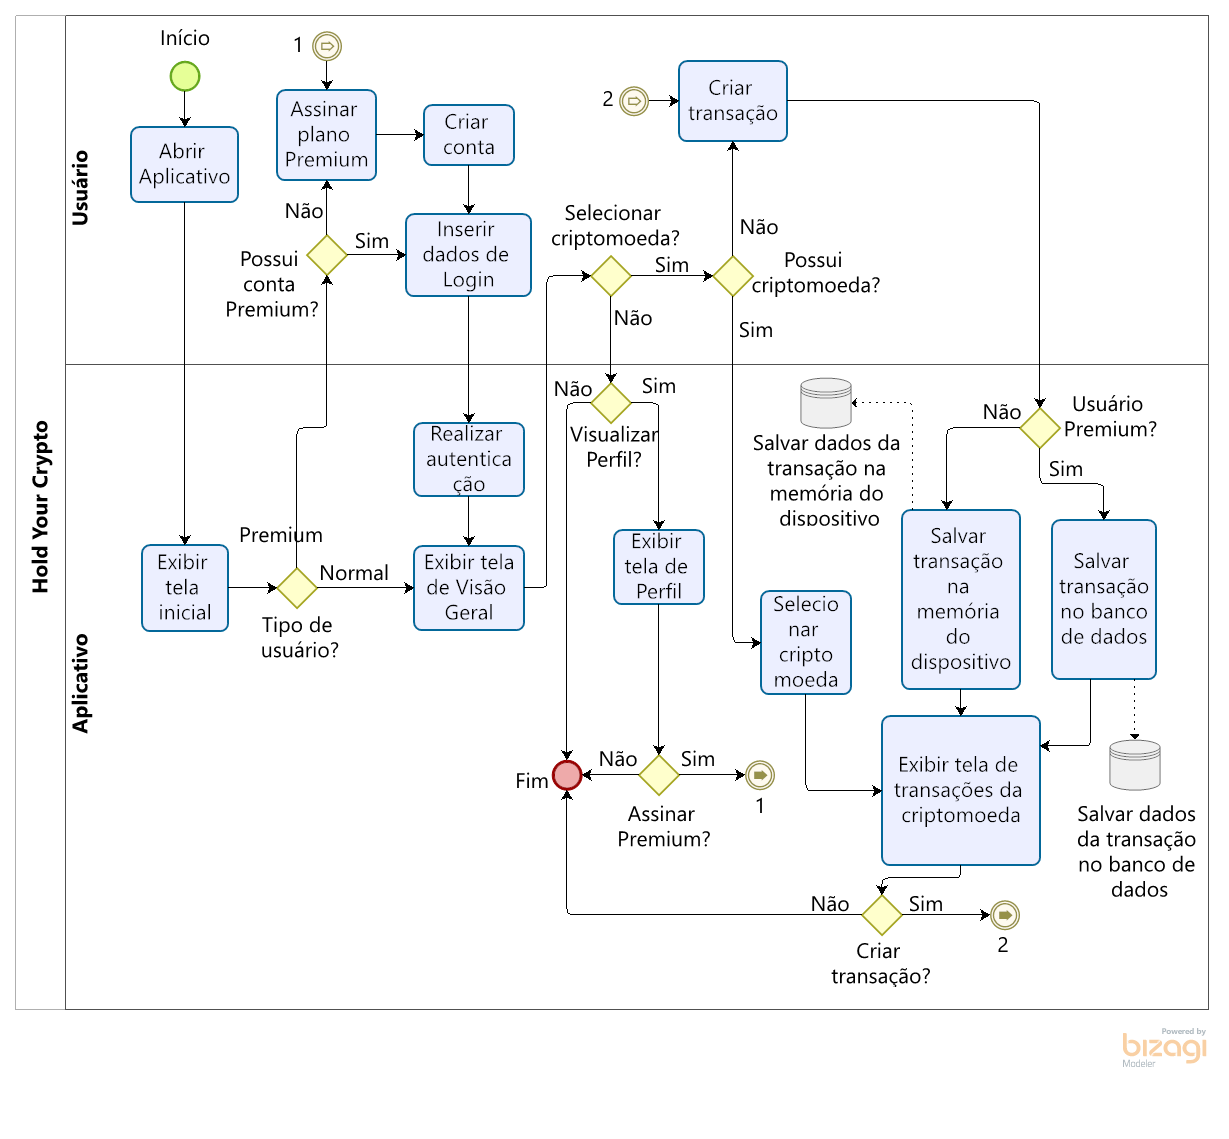 Hold Your Crypto
Usuário
Início
Abrir
Aplicativo
1
Assinar
plano
Premium
Criar
conta
Não
Sim
Possui
conta
Premium?
Inserir
dados de
Login
Selecionar
criptomoeda?
Sim
Não
2
Criar
transação
Não
Possui
criptomoeda?
Sim
Aplicativo
Exibir
tela
inicial
Premium
Normal
Tipo de
usuário?
Realizar
autentica
ção
Exibir tela
de Visão
Geral
Não
Sim
Visualizar
Perfil?
Exibir
tela de
Perfil
Fim
Não
Sim
Assinar
Premium?
1
Selecio
nar
cripto
moeda
Salvar dados da
transação na
memória do
dispositivo
Não
Usuário
Premium?
Sim
Salvar
transação
na
memória
do
dispositivo
Salvar
transação
no banco
de dados
Exibir tela de
transações da
criptomoeda
Salvar dados
da transação
no banco de
dados
Não
Sim
Criar
transação?
2
Powered by
bizagi
Modeler